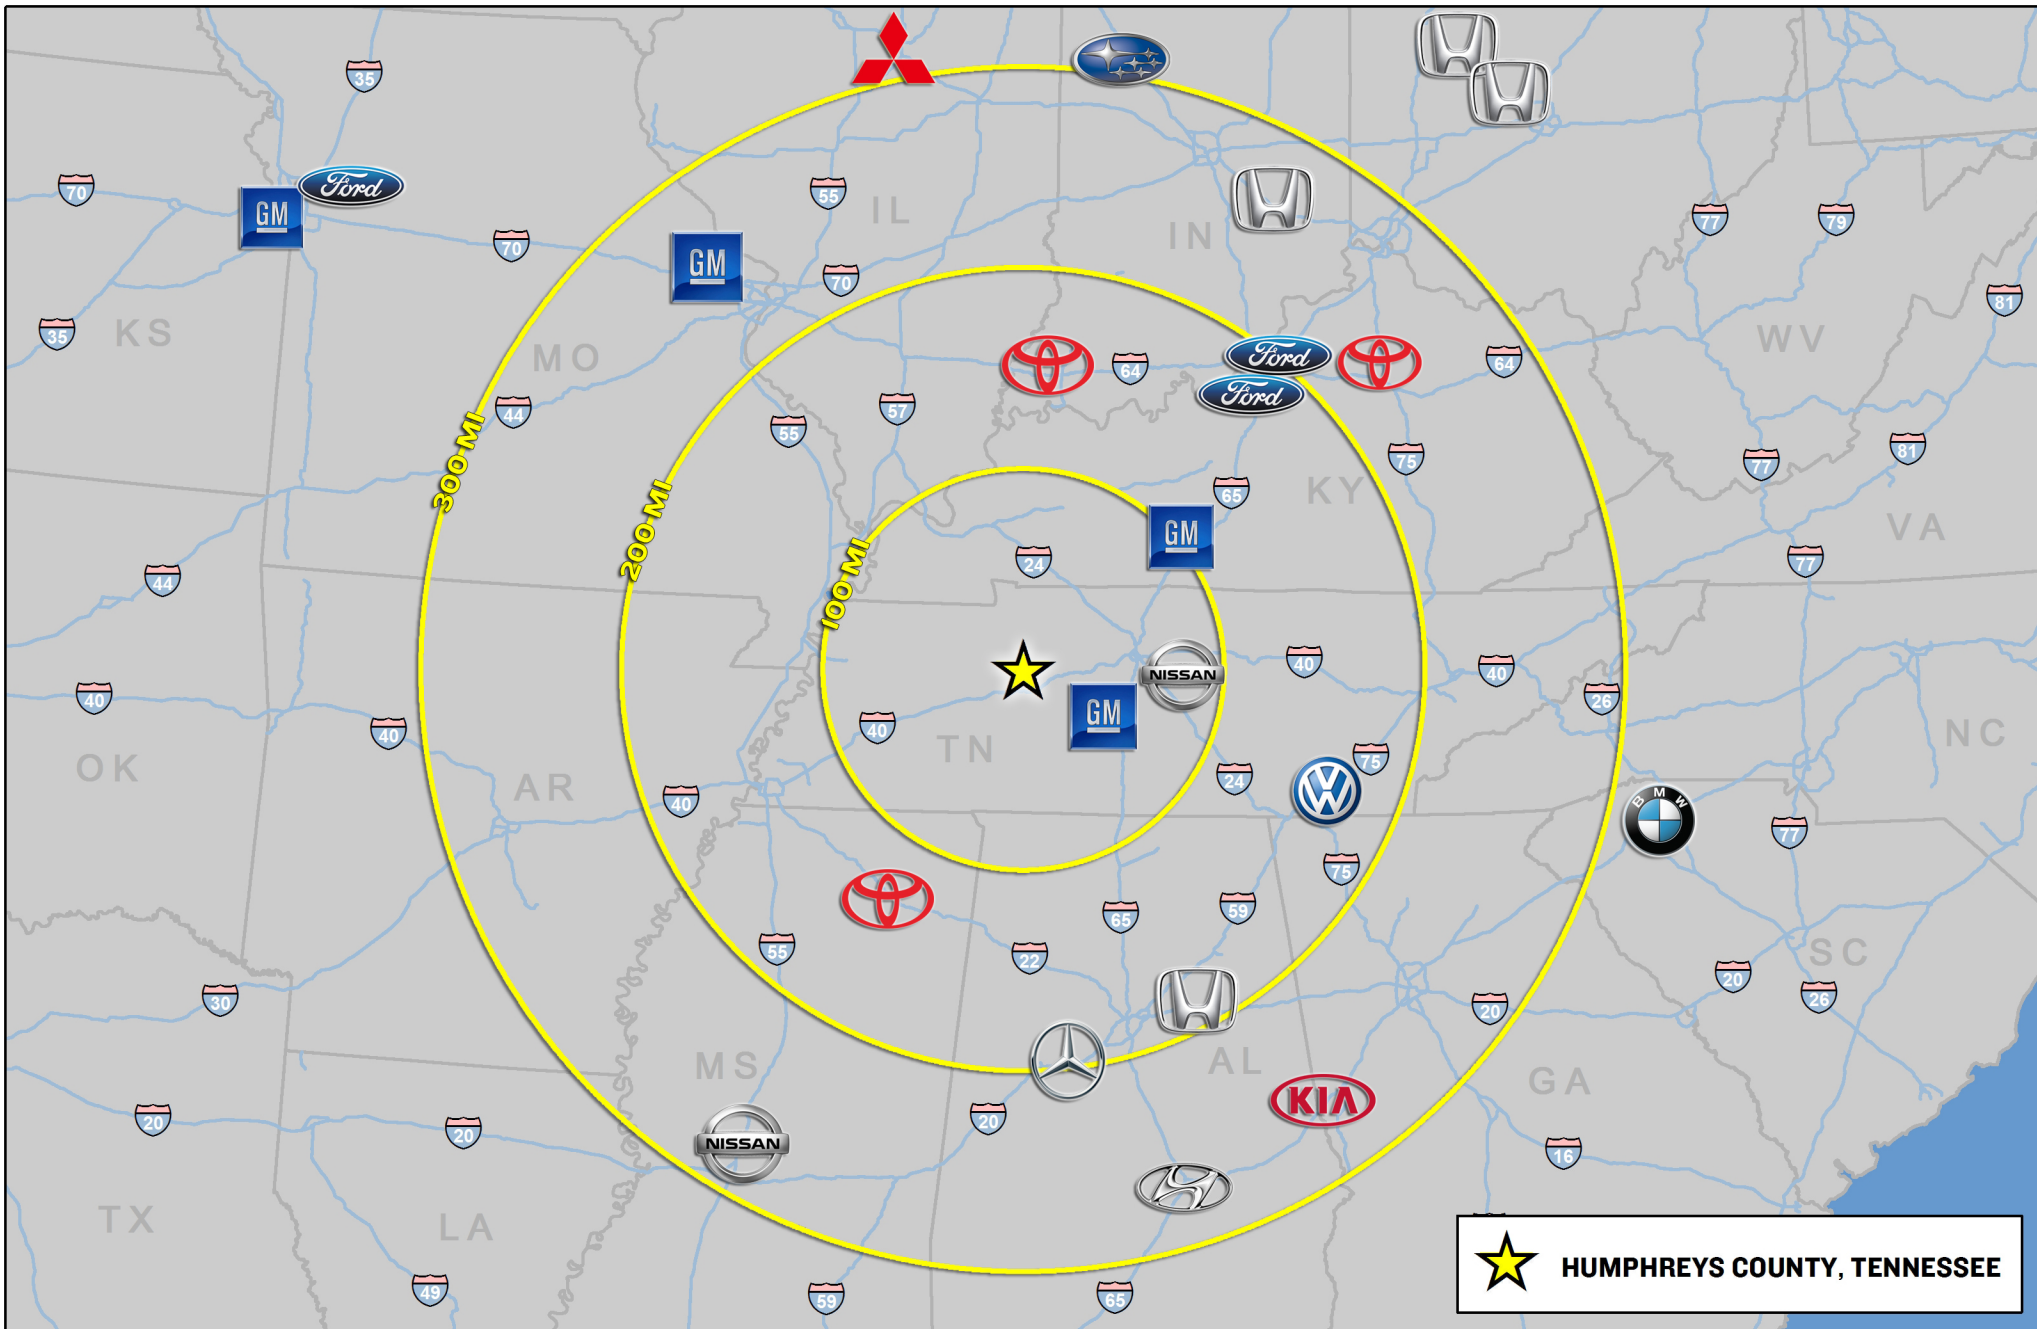 35
70
Ford
GM
70
55
IL
IN
77
79
GM
70
81
35
KS
MO
Ford
64
64
WV
Ford
44
57
55
75
81
77
300 MI
65
KY
200 MI
GM
VA
100 MI
24
77
44
40
40
40
26
NISSAN
40
GM
40
TN
NC
OK
AR
24
75
40
BMW
77
75
65
59
55
22
SC
20
26
30
20
MS
AL
GA
KIA
20
20
20
NISSAN
16
TX
LA
HUMPHREYS COUNTY, TENNESSEE
49
59
65